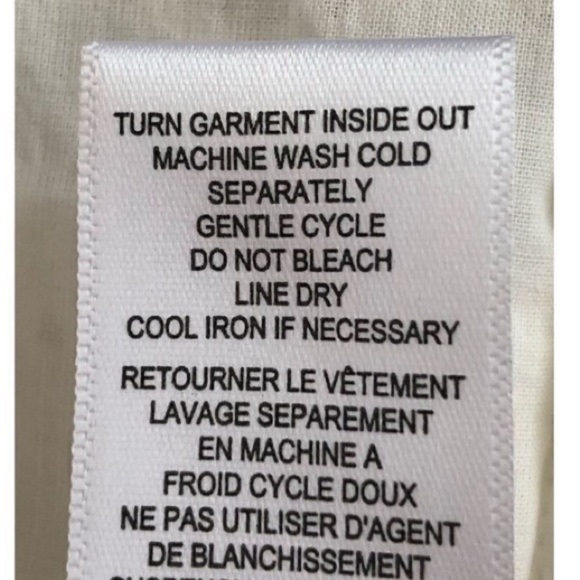 TURN GARMENT INSIDE OUT
MACHINE WASH COLD
SEPARATELY
GENTLE CYCLE
DO NOT BLEACH
LINE DRY
COOL IRON IF NECESSARY
RETOURNER LE VÊTEMENT
LAVAGE SEPAREMENT
EN MACHINE A
FROID CYCLE DOUX
NE PAS UTILISER D'AGENT
DE BLANCHISSEMENT